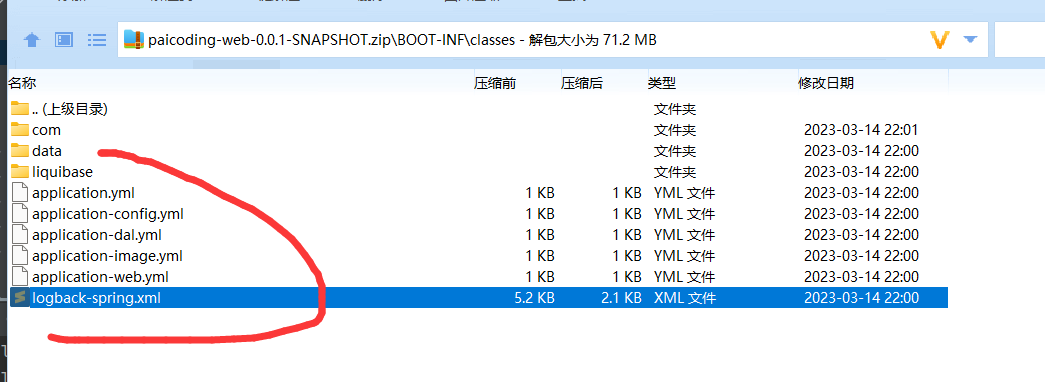 paicoding-web-0.0.1-SNAPSHOT.zip\BOOT-INF\classes - 解包大小为 71.2 MB
名称 压缩前 压缩后 类型 修改日期
.. (上级目录) 文件夹
com 文件夹 2023-03-14 22:01
data 文件夹 2023-03-14 22:00
liquibase 文件夹 2023-03-14 22:00
application.yml 1 KB 1 KB YML 文件 2023-03-14 22:00
application-config.yml 1 KB 1 KB YML 文件 2023-03-14 22:00
application-dal.yml 1 KB 1 KB YML 文件 2023-03-14 22:00
application-image.yml 1 KB 1 KB YML 文件 2023-03-14 22:00
application-web.yml 1 KB 1 KB YML 文件 2023-03-14 22:00
logback-spring.xml 5.2 KB 2.1 KB XML 文件 2023-03-14 22:00